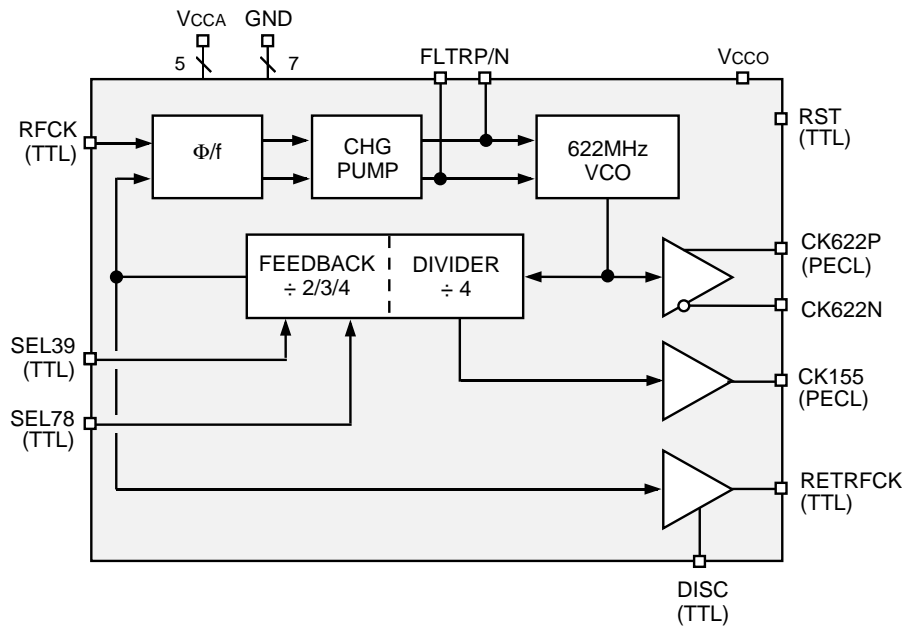 VCCA GND
5 7
FLTRP/N
VCCO
RFCK
(TTL)
Φ/f
CHG
PUMP
622MHz
VCO
RST
(TTL)
FEEDBACK
÷ 2/3/4
DIVIDER
÷ 4
CK622P
(PECL)
CK622N
SEL39
(TTL)
CK155
(PECL)
SEL78
(TTL)
RETRFCK
(TTL)
DISC
(TTL)